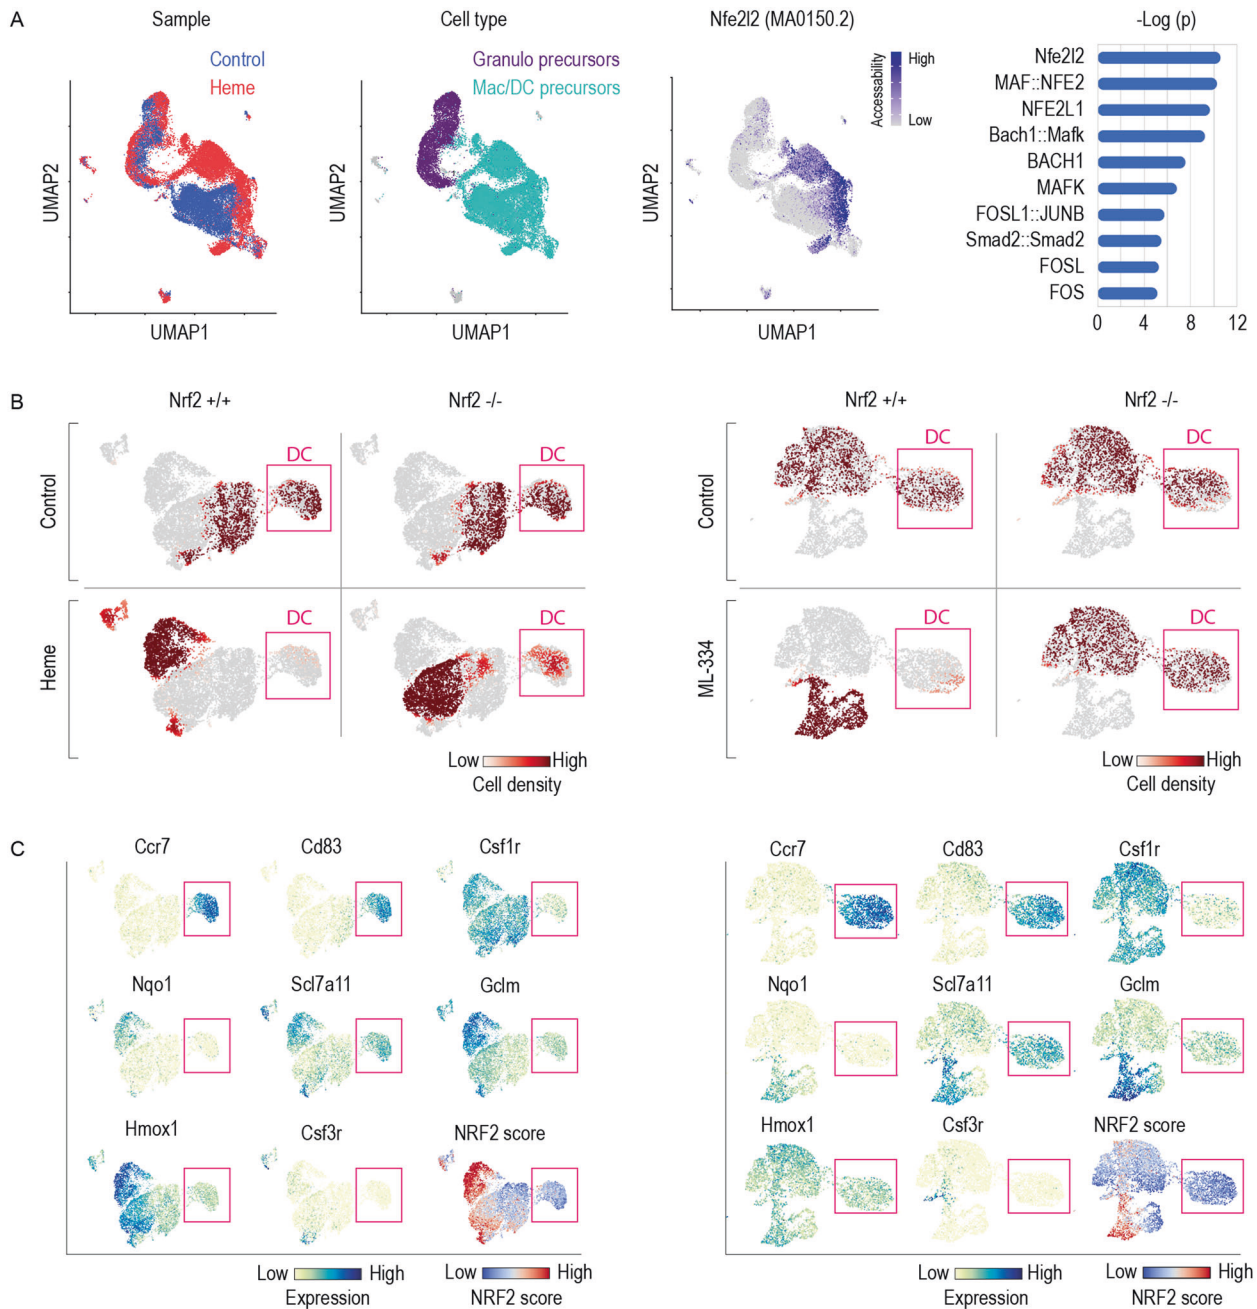 A
Sample
Cell type
Nfe2l2 (MA0150.2)
-Log (p)
Control
Heme
Granulo precursors
Mac/DC precursors
Accessability
High
Low
Nfe2l2
MAF::NFE2
NFE2L1
Bach1::Mafk
BACH1
MAFK
FOSL1::JUNB
Smad2::Smad2
FOSL
FOS
0 4 8 12
UMAP2
UMAP2
UMAP2
UMAP1
UMAP1
UMAP1
B
Nrf2 +/+
Nrf2 -/-
Nrf2 +/+
Nrf2 -/-
Control
DC
DC
Control
DC
DC
Heme
DC
DC
ML-334
DC
DC
Low High
Cell density
Low High
Cell density
C
Ccr7
Cd83
Csf1r
Ccr7
Cd83
Csf1r
Nqo1
Scl7a11
Gclm
Nqo1
Scl7a11
Gclm
Hmox1
Csf3r
NRF2 score
Hmox1
Csf3r
NRF2 score
Low High
Expression
Low High
NRF2 score
Low High
Expression
Low High
NRF2 score